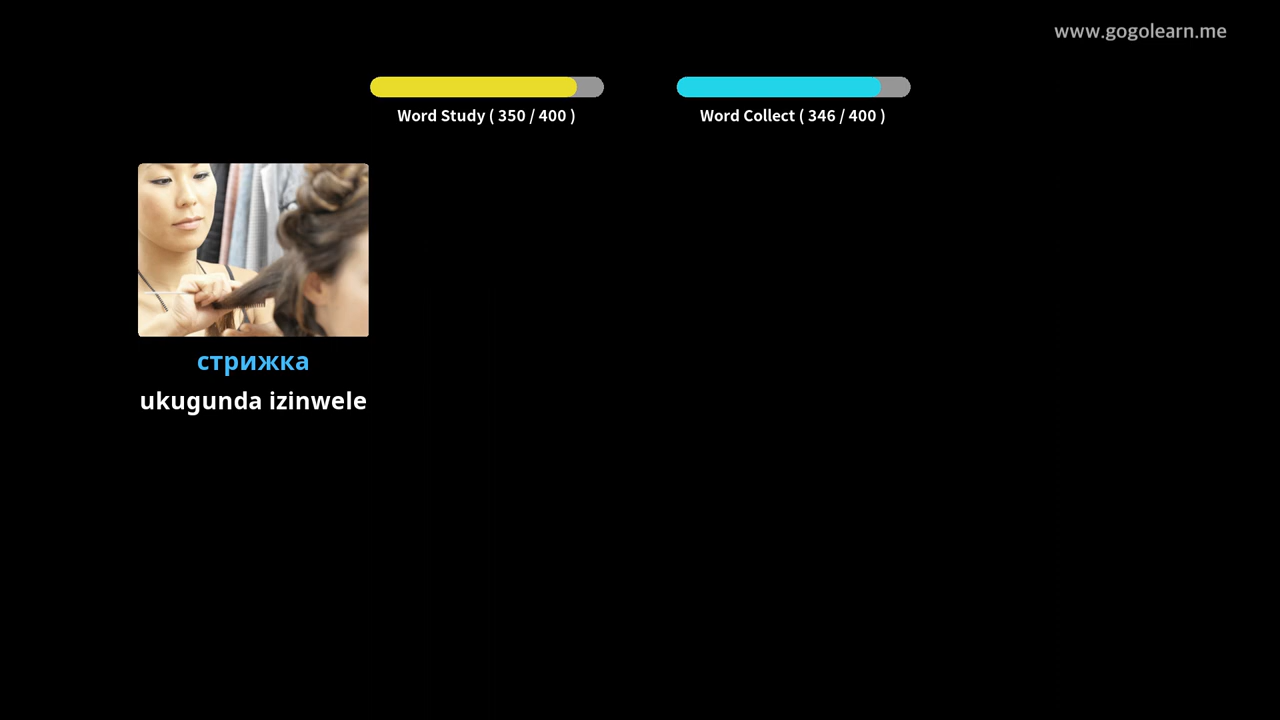 www.gogolearn.me
Word Study ( 350 / 400 )
Word Collect ( 346 / 400 )
стрижка
ukugunda izinwele